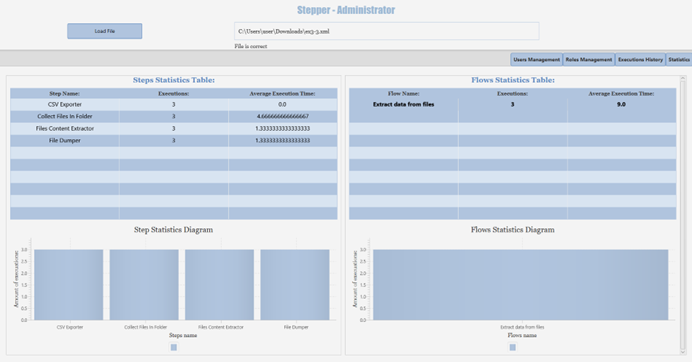 Stepper - Administrator
Load File
C:\Users\user\Downloads\ex3-3.xml
File is correct
Users Management Roles Management Executions History Statistics
Steps Statistics Table:
Step Name: Executions: Average Execution Time:
CSV Exporter 3 0.0
Collect Files In Folder 3 4.666666666666667
Files Content Extractor 3 1.3333333333333333
File Dumper 3 1.3333333333333333
Flows Statistics Table:
Flow Name: Executions: Average Execution Time:
Extract data from files 3 9.0
Step Statistics Diagram
Amount of executions:
3.0
2.5
2.0
1.5
1.0
0.5
0.0
CSV Exporter Collect Files In Folder Files Content Extractor File Dumper
Steps name
Flows Statistics Diagram
Amount of executions:
3.0
2.5
2.0
1.5
1.0
0.5
0.0
Extract data from files
Flows name